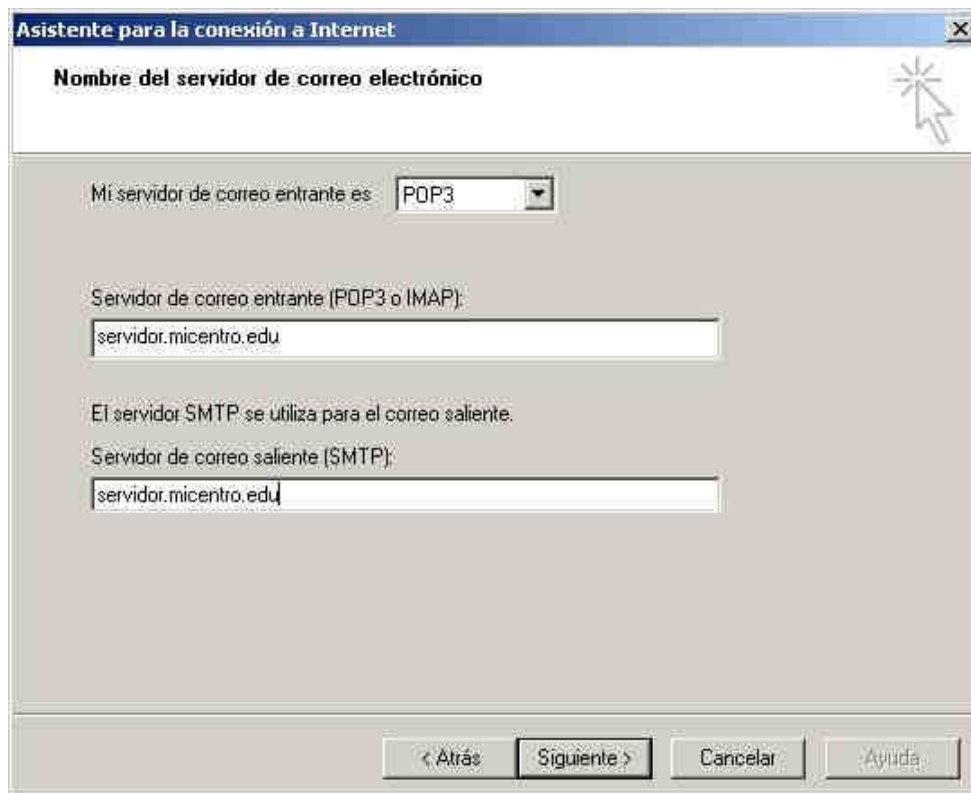 Asistente para la conexión a Internet
Nombre del servidor de correo electrónico
Mi servidor de correo entrante es POP3
Servidor de correo entrante (POP3 o IMAP):
servidor.micentro.edu
El servidor SMTP se utiliza para el correo saliente.
Servidor de correo saliente (SMTP):
servidor.micentro.edu
< Atrás Siguiente > Cancelar Ayuda